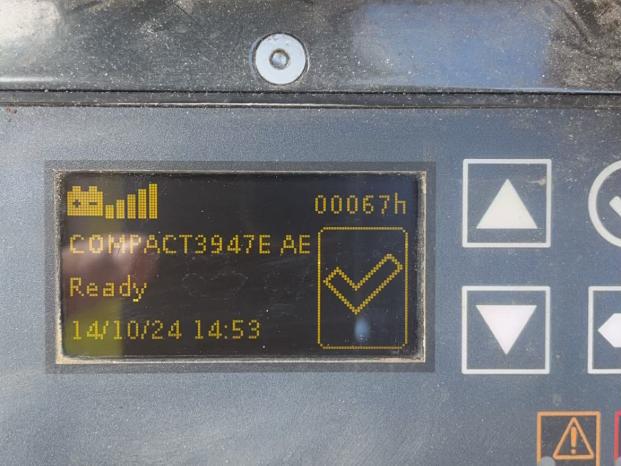 00067h
COMPACT3947E AE
Ready
14/10/24 14:53